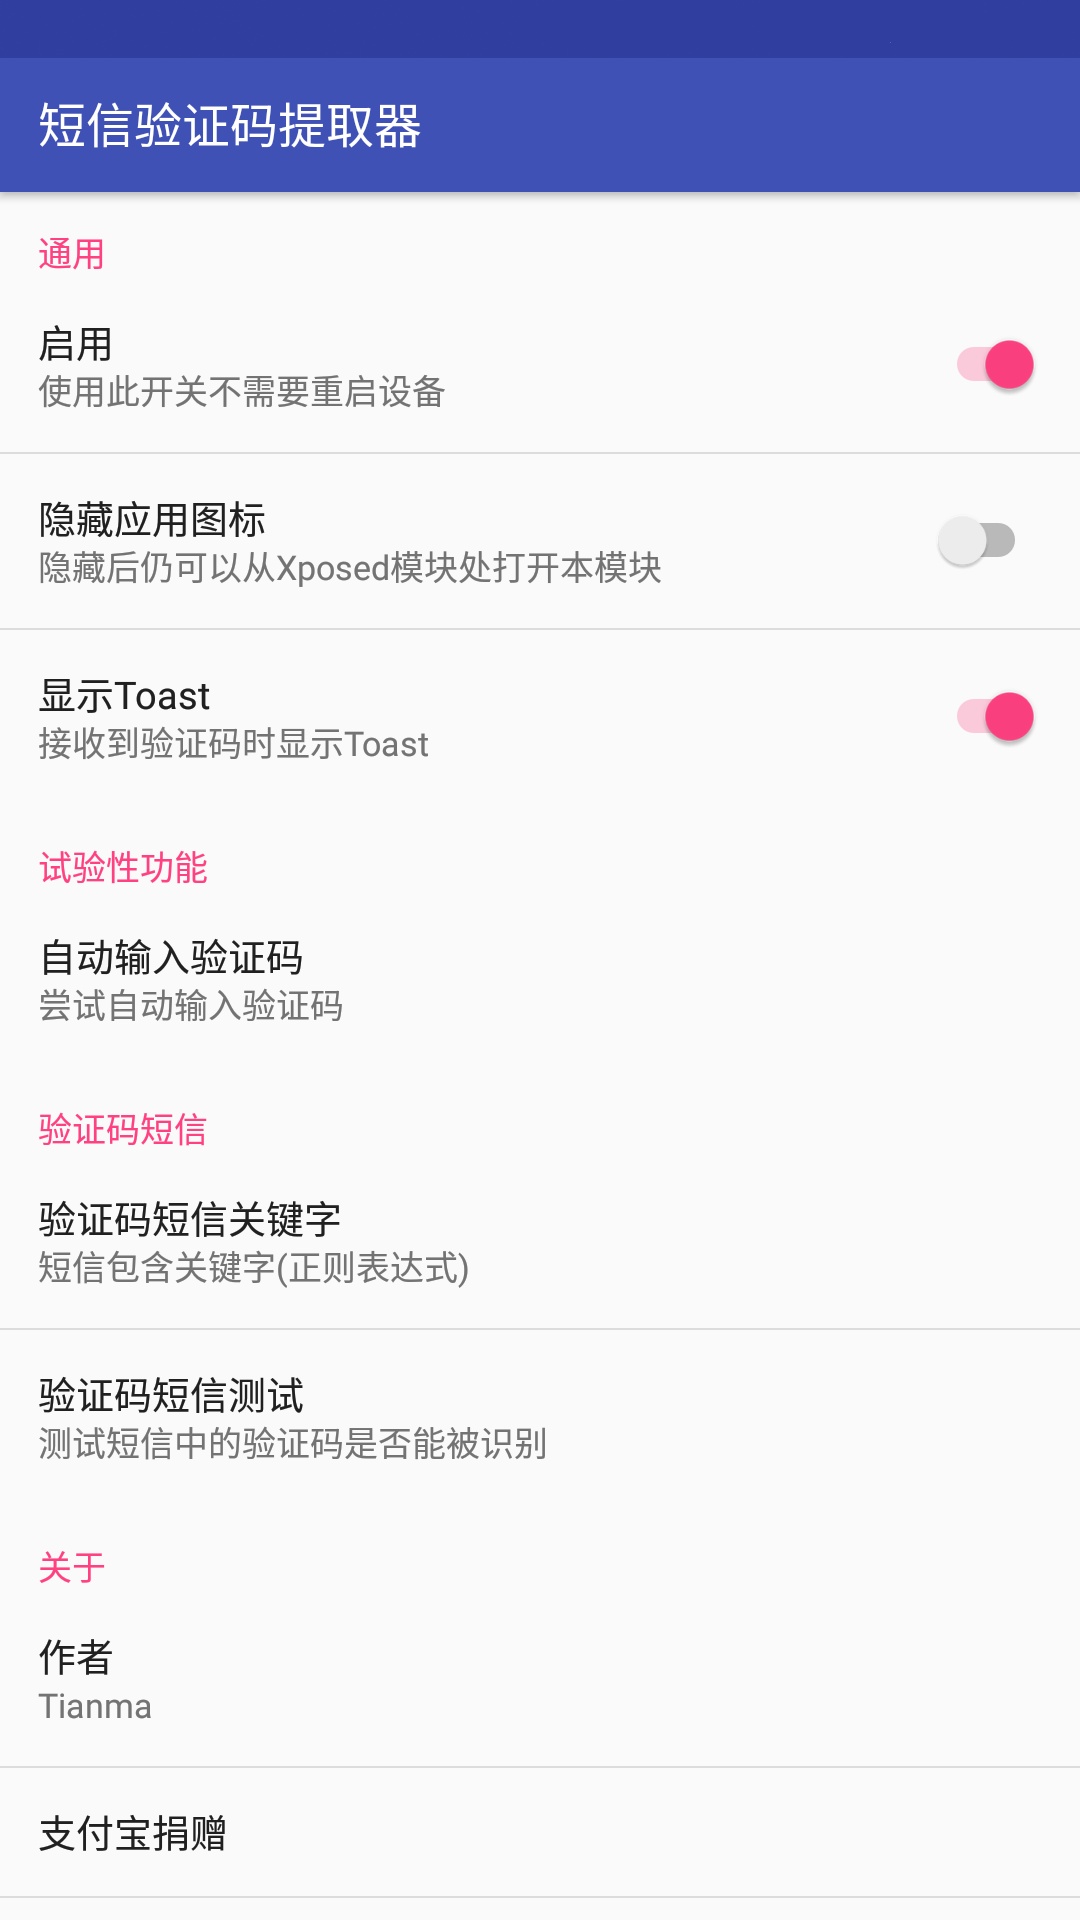 短信验证码提取器
通用
启用
使用此开关不需要重启设备
隐藏应用图标
隐藏后仍可以从Xposed模块处打开本模块
显示Toast
接收到验证码时显示Toast
试验性功能
自动输入验证码
尝试自动输入验证码
验证码短信
验证码短信关键字
短信包含关键字(正则表达式)
验证码短信测试
测试短信中的验证码是否能被识别
关于
作者
Tianma
支付宝捐赠